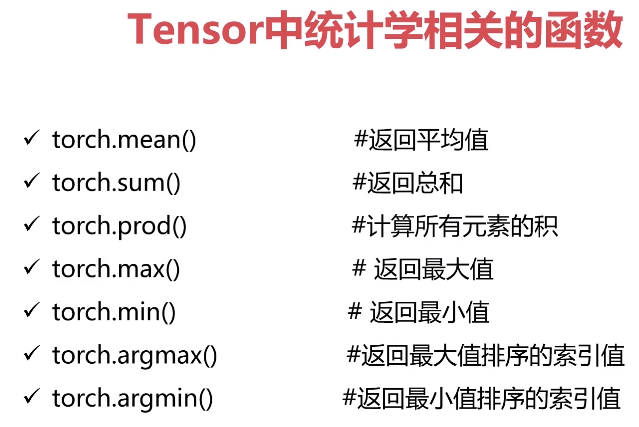 Tensor中统计学相关的函数
✓ torch.mean() #返回平均值
✓ torch.sum() #返回总和
✓ torch.prod() #计算所有元素的积
✓ torch.max() # 返回最大值
✓ torch.min() # 返回最小值
✓ torch.argmax() #返回最大值排序的索引值
✓ torch.argmin() #返回最小值排序的索引值